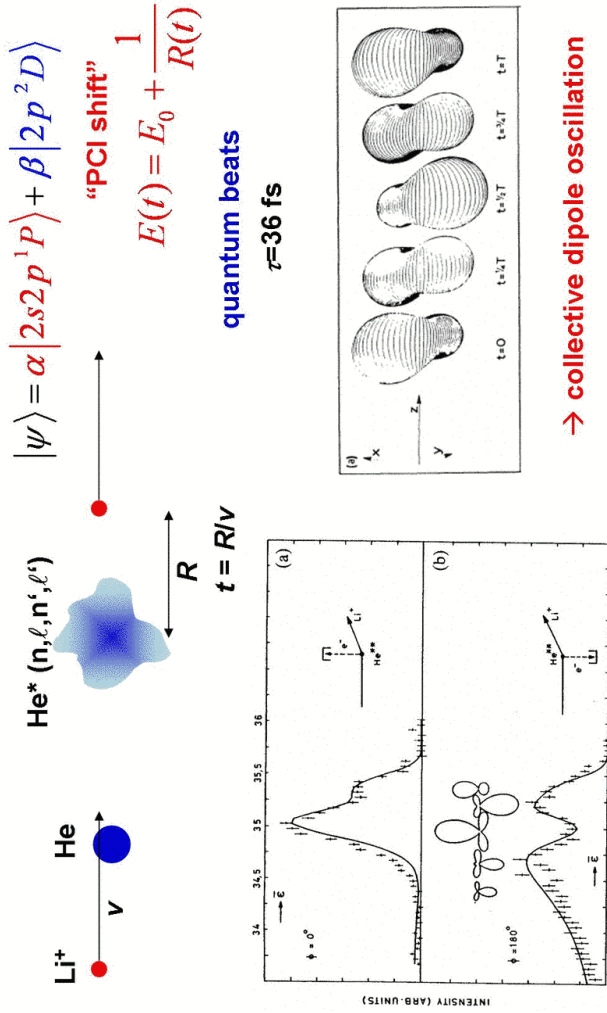 Li⁺
He
v
He* (n,ℓ,n‘,ℓ‘
R
t = R/v
|ψ⟩ = α|2s2p ¹P⟩ + β|2p² D⟩
“PCI shift”
E(t) = E₀ + 1/R(t)
quantum beats
τ=36 fs
34
34,5
35
35,5
36
ε̄
ϕ = 0°
(a)
e⁻
Li⁺
He**
INTENSITY (ARB.UNITS)
ε̄
ϕ = 180°
(b)
Li⁺
He**
e⁻
(a)
x
y
z
t=0
t=¼T
t=½T
t=¾T
t=T
→ collective dipole oscillation